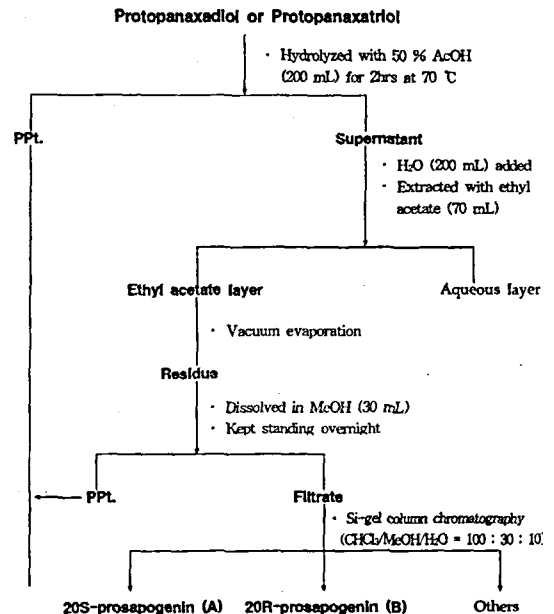 Protopanaxadiol or Protopanaxatriol
· Hydrolyzed with 50 % AcOH
(200 mL) for 2hrs at 70 ℃
PPt.
Supernatant
· H₂O (200 mL) added
· Extracted with ethyl
acetate (70 mL)
Ethyl acetate layer
Aqueous layer
· Vacuum evaporation
Residue
· Dissolved in MeOH (30 mL)
· Kept standing overnight
PPt.
Filtrate
· Si-gel column chromatography
(CHCl₃/MeOH/H₂O = 100 : 30 : 10)
20S-prosapogenin (A)
20R-prosapogenin (B)
Others